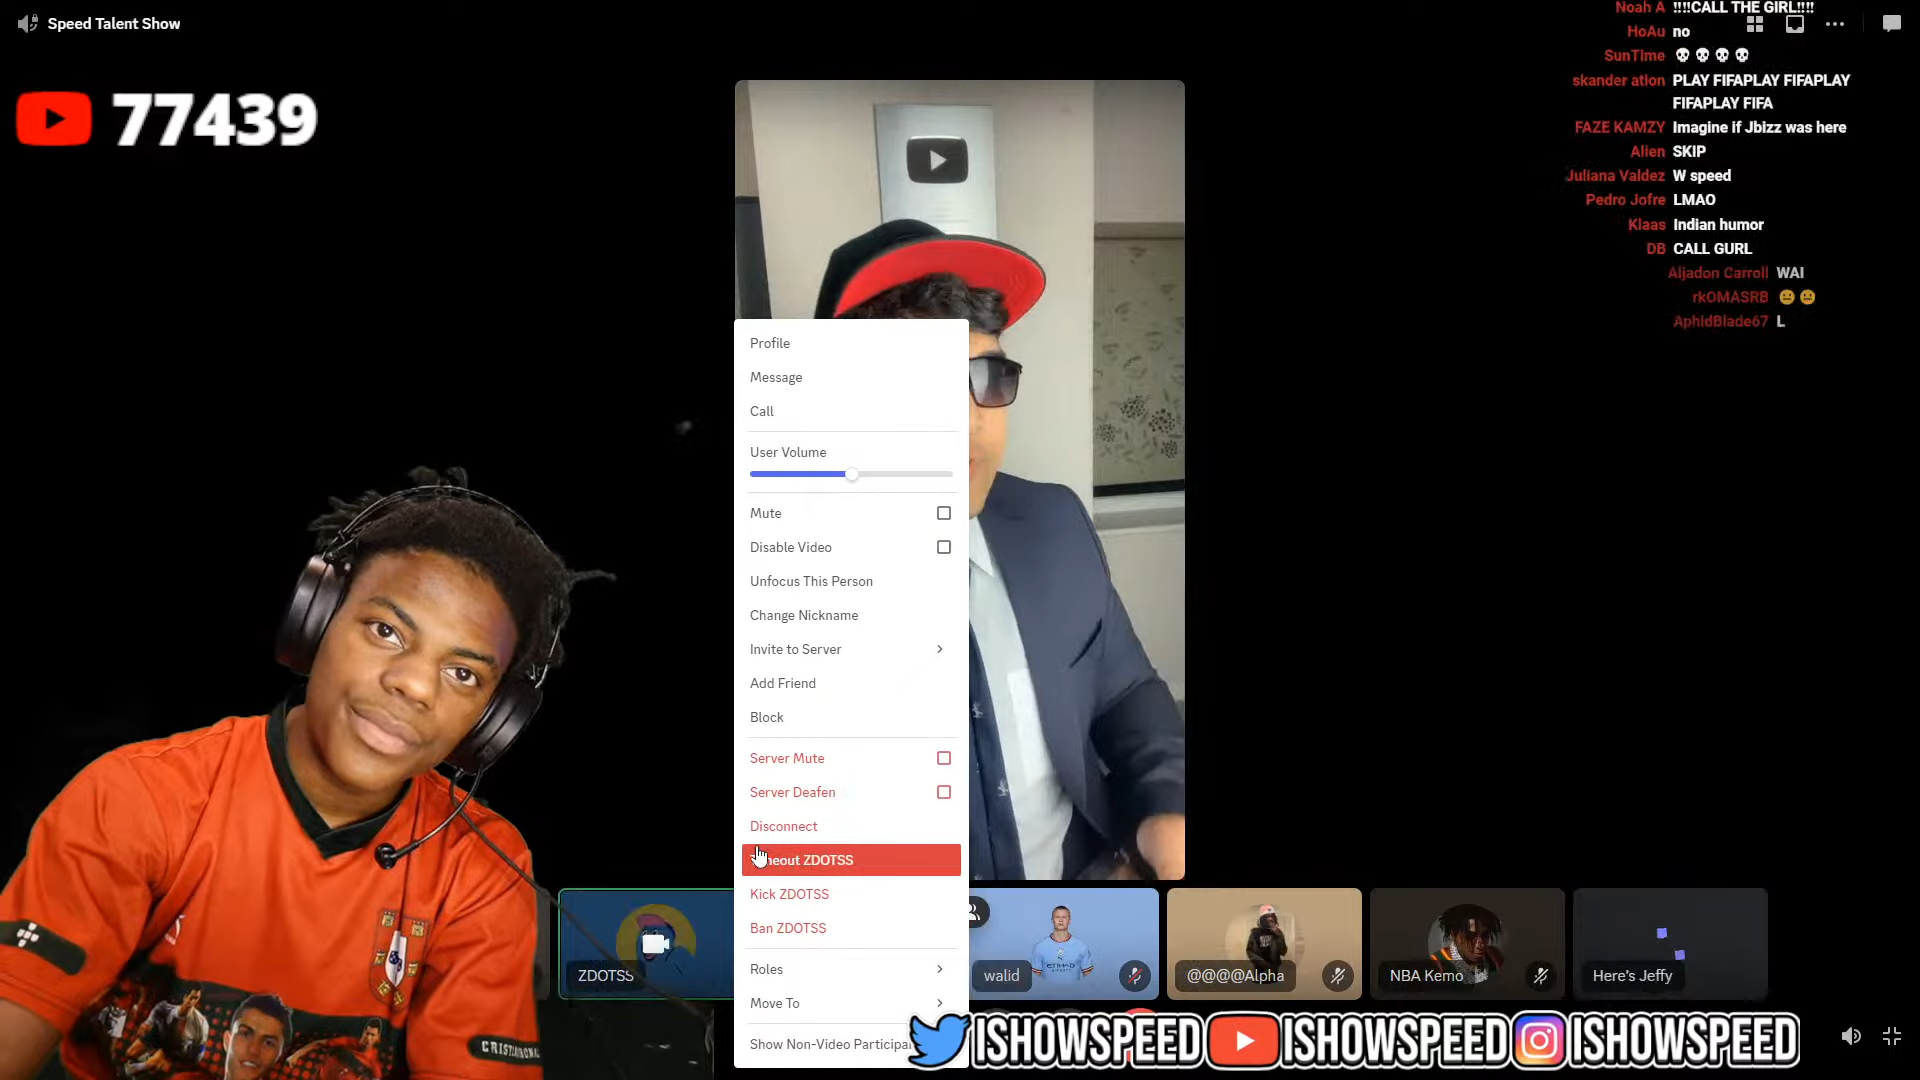 Speed Talent Show
77439
Noah A !!!!CALL THE GIRL!!!!
HoAu no
SunTime
skander ation PLAY FIFAPLAY FIFAPLAY
FIFAPLAY FIFA
FAZE KAMZY Imagine if Jbizz was here
Alien SKIP
Juliana Valdez W speed
Pedro Jofre LMAO
Klaas Indian humor
DB CALL GURL
Aljadon Carroll WAI
rkOMASRB
AphidBlade67 L
Profile
Message
Call
User Volume
Mute
Disable Video
Unfocus This Person
Change Nickname
Invite to Server
Add Friend
Block
Server Mute
Server Deafen
Disconnect
ZDOTSS
Kick ZDOTSS
Ban ZDOTSS
Roles
Move To
Show Non-Video
ZDOTSS
walid
@@@@Alpha
NBA Kemo
Here's Jeffy
ETIHAD
ISHOWSPEED
ISHOWSPEED
ISHOWSPEED